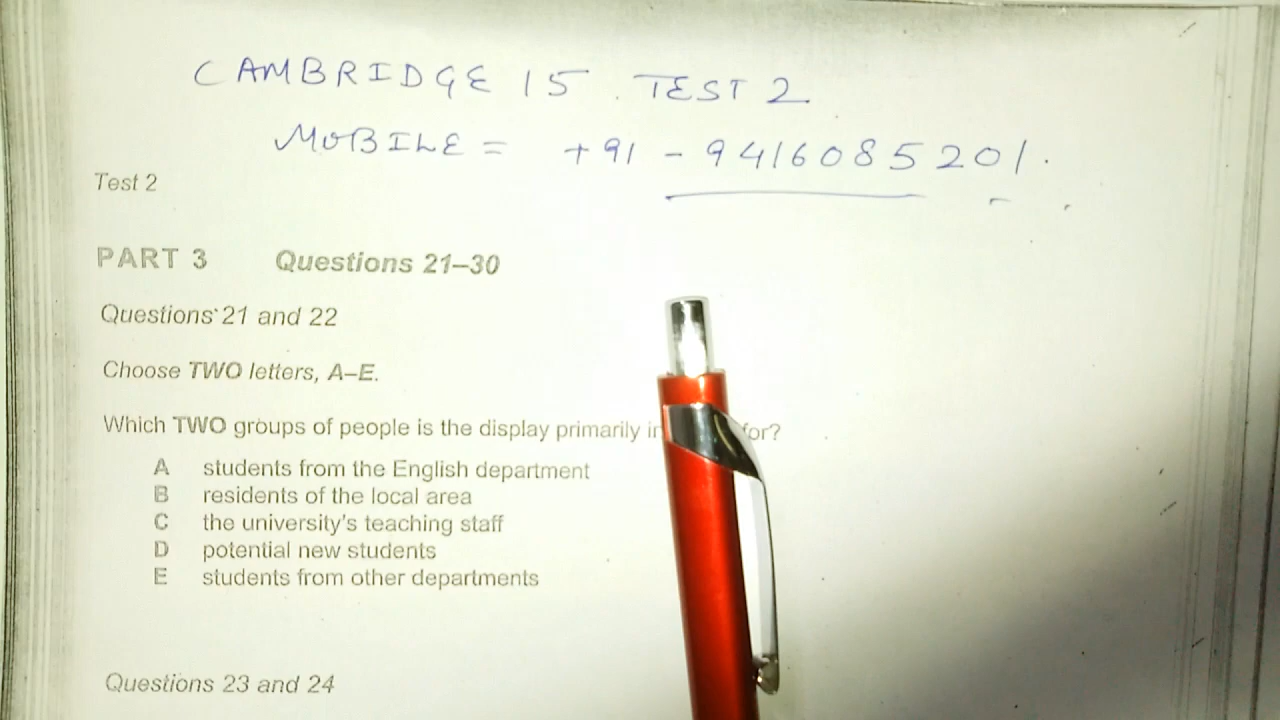 CAMBRIDGE 15 TEST 2
MOBILE = +91 - 9416085201.
Test 2
PART 3 Questions 21–30
Questions 21 and 22
Choose TWO letters, A–E.
Which TWO groups of people is the display primarily for?
A students from the English department
B residents of the local area
C the university's teaching staff
D potential new students
E students from other departments
Questions 23 and 24